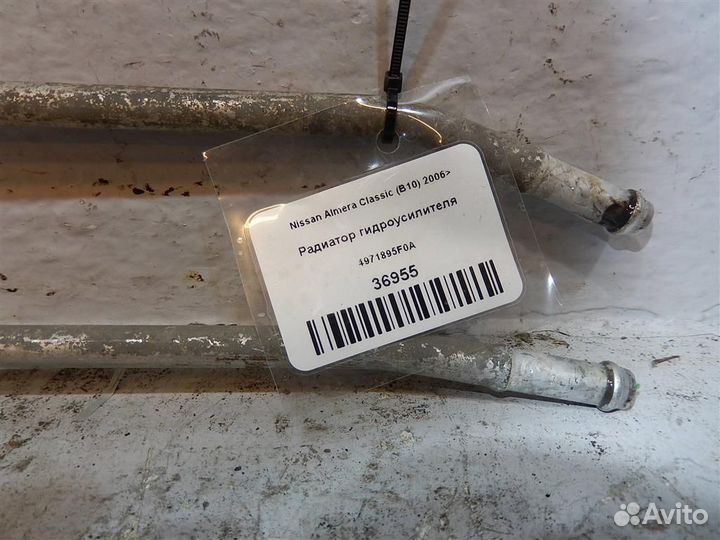 Nissan Almera Classic (B10) 2006>
Радиатор гидроусилителя
4971895F0A
36955
Avito